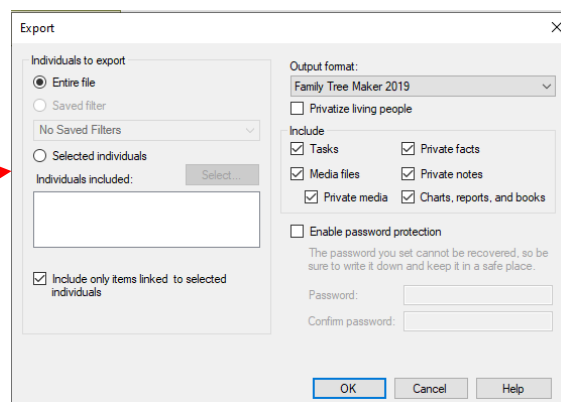 Export
Individuals to export
Entire file
Saved filter
No Saved Filters
Selected individuals
Individuals included:
Select...
Include only items linked to selected
individuals
Output format:
Family Tree Maker 2019
Privatize living people
Include
Tasks
Private facts
Media files
Private notes
Private media
Charts, reports, and books
Enable password protection
The password you set cannot be recovered, so be
sure to write it down and keep it in a safe place.
Password:
Confirm password:
OK
Cancel
Help